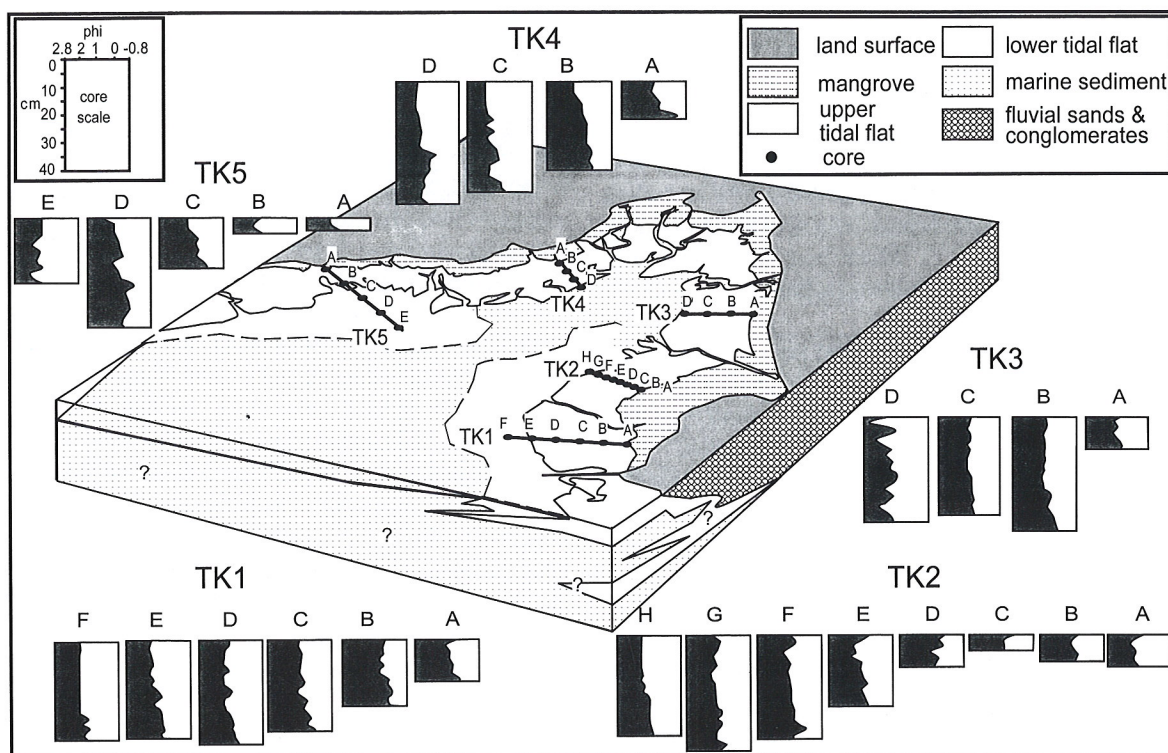 phi
2.8 2 1 0 -0.8
0
10
cm
20
30
40
core
scale
TK4
D C B A
land surface
mangrove
upper
tidal flat
core
lower tidal flat
marine sediment
fluvial sands &
conglomerates
TK5
E D C B A
A
B
C
D
E
TK5
A
B
C
D
TK4
TK3
D C B A
TK2
H G F E D C B A
TK1
F E D C B A
?
?
?
?
TK3
D C B A
TK1
F E D C B A
TK2
H G F E D C B A